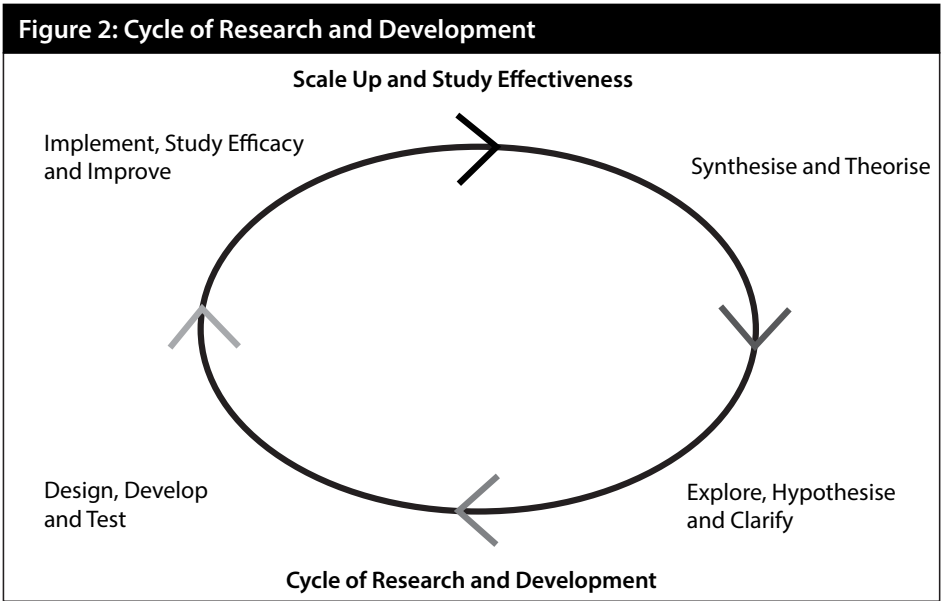 Figure 2: Cycle of Research and Development
Scale Up and Study Effectiveness
Implement, Study Efficacy
and Improve
Synthesise and Theorise
Design, Develop
and Test
Explore, Hypothesise
and Clarify
Cycle of Research and Development